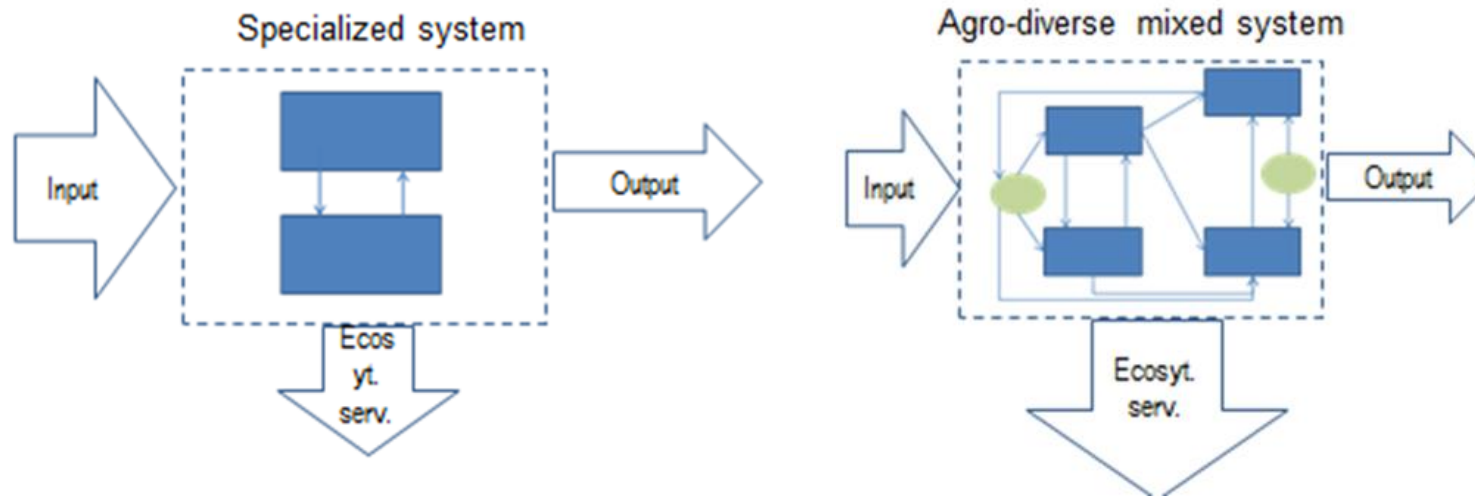 Specialized system
Agro-diverse mixed system
Input
Output
Ecos
yt.
serv.
Input
Output
Ecosyt.
serv.